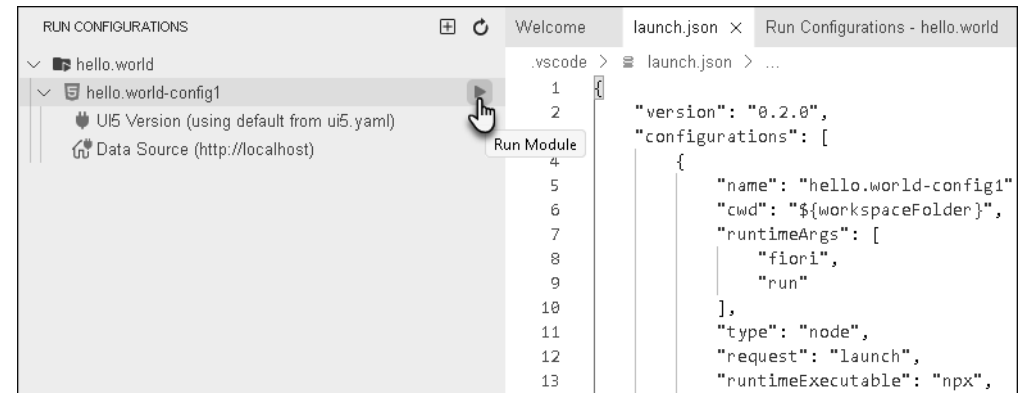 RUN CONFIGURATIONS
hello.world
hello.world-config1
UI5 Version (using default from ui5.yaml)
Data Source (http://localhost)
Run Module
Welcome
launch.json
Run Configurations - hello.world
.vscode > launch.json > ...
1 {
2 "version": "0.2.0",
"configurations": [
4 {
5 "name": "hello.world-config1"
6 "cwd": "${workspaceFolder}",
7 "runtimeArgs": [
8 "fiori",
9 "run"
10 ],
11 "type": "node",
12 "request": "launch",
13 "runtimeExecutable": "npx",